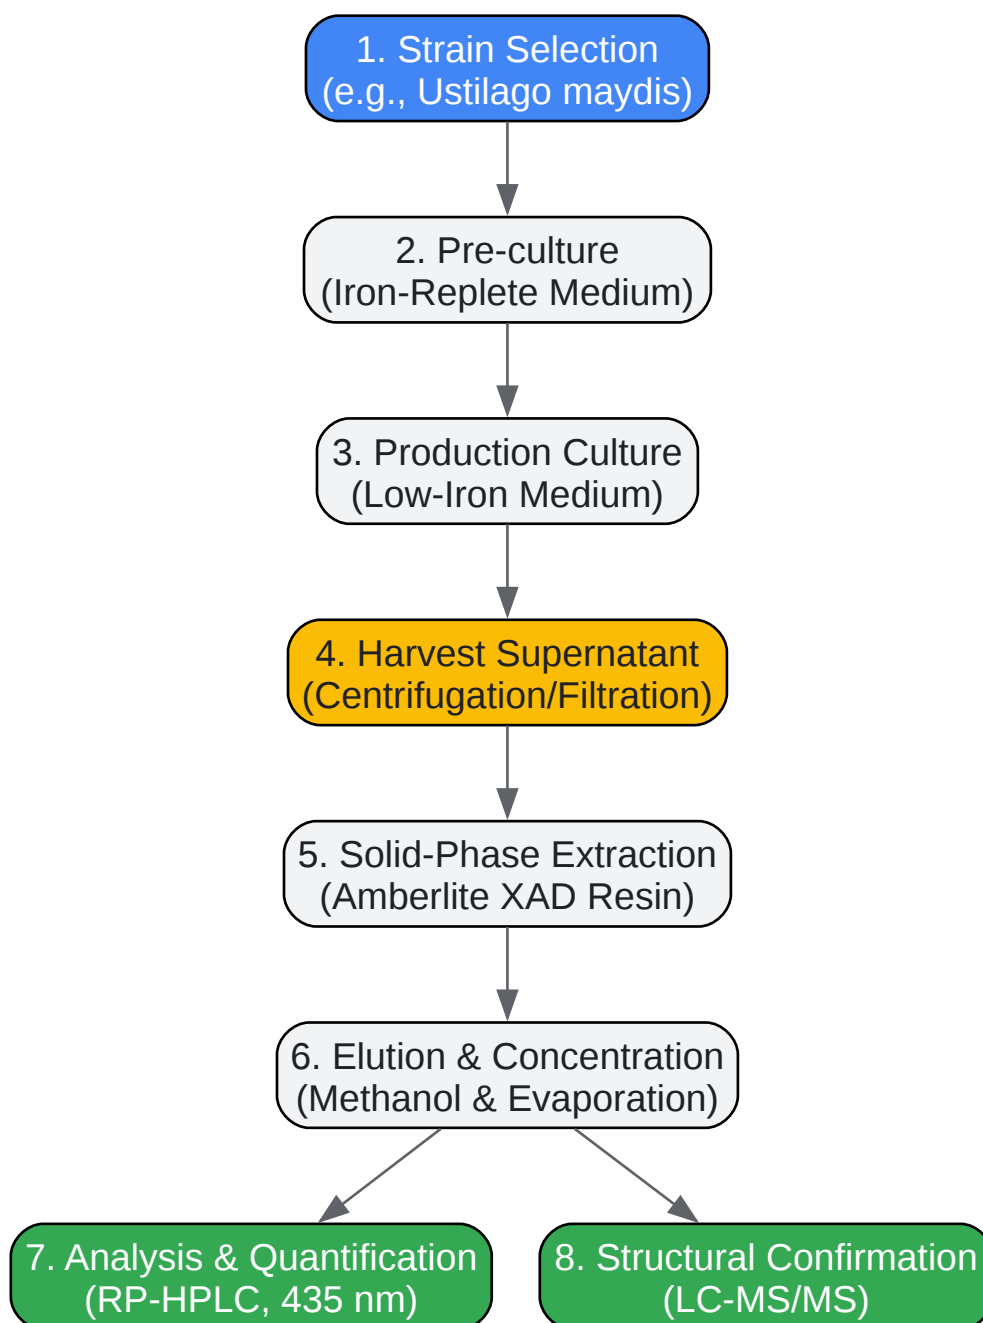 1. Strain Selection
(e.g., Ustilago maydis)
2. Pre-culture
(Iron-Replete Medium)
3. Production Culture
(Low-Iron Medium)
4. Harvest Supernatant
(Centrifugation/Filtration)
5. Solid-Phase Extraction
(Amberlite XAD Resin)
6. Elution & Concentration
(Methanol & Evaporation)
7. Analysis & Quantification
(RP-HPLC, 435 nm)
8. Structural Confirmation
(LC-MS/MS)